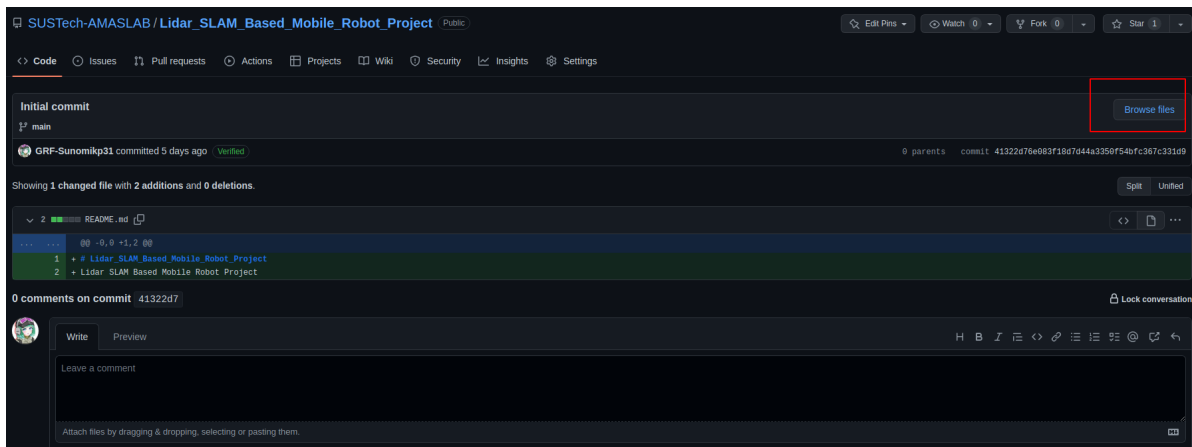 SUSTech-AMASLAB / Lidar_SLAM_Based_Mobile_Robot_Project Public
Edit Pins Watch 0 Fork 0 Star 1
<> Code Issues Pull requests Actions Projects Wiki Security Insights Settings
Initial commit
Browse files
main
GRF-Sunomikp31 committed 5 days ago Verified
0 parents commit 41322d76e083f18d7d44a3350f54bfc367c331d9
Showing 1 changed file with 2 additions and 0 deletions.
Split Unified
2 README.md
... ... @@ -0,0 +1,2 @@
1 + # Lidar_SLAM_Based_Mobile_Robot_Project
2 + Lidar SLAM Based Mobile Robot Project
0 comments on commit 41322d7
Lock conversation
Write Preview
H B I <> @
Leave a comment
Attach files by dragging & dropping, selecting or pasting them.